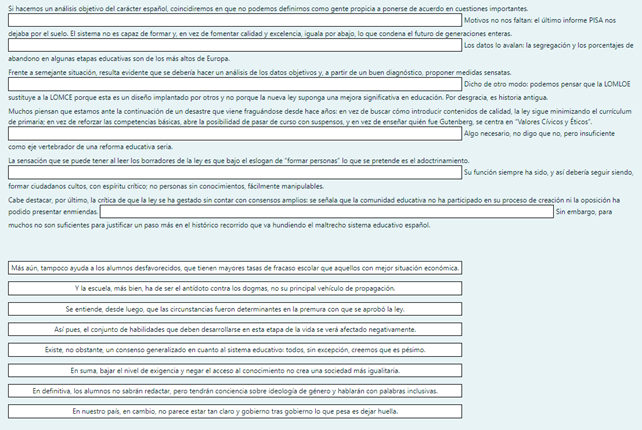 Si hacemos un análisis objetivo del carácter español, coincidiremos en que no podemos definirnos como gente propicia a ponerse de acuerdo en cuestiones importantes.
Motivos no nos faltan: el último informe PISA nos
dejaba por el suelo. El sistema no es capaz de formar y, en vez de fomentar calidad y excelencia, iguala por abajo, lo que condena el futuro de generaciones enteras.
Los datos lo avalan: la segregación y los porcentajes de
abandono en algunas etapas educativas son de los más altos de Europa.
Frente a semejante situación, resulta evidente que se debería hacer un análisis de los datos objetivos y, a partir de un buen diagnóstico, proponer medidas sensatas.
Dicho de otro modo: podemos pensar que la LOMLOE
sustituye a la LOMCE porque esta es un diseño implantado por otros y no porque la nueva ley suponga una mejora significativa en educación. Por desgracia, es historia antigua.
Muchos piensan que estamos ante la continuación de un desastre que viene fraguándose desde hace años: en vez de buscar cómo introducir contenidos de calidad, la ley sigue minimizando el currículum
de primaria; en vez de reforzar las competencias básicas, abre la posibilidad de pasar de curso con suspensos, y en vez de enseñar quién fue Gutenberg, se centra en "Valores Cívicos y Éticos".
Algo necesario, no digo que no, pero insuficiente
como eje vertebrador de una reforma educativa seria.
La sensación que se puede tener al leer los borradores de la ley es que bajo el eslogan de "formar personas" lo que se pretende es el adoctrinamiento.
Su función siempre ha sido, y así debería seguir siendo,
formar ciudadanos cultos, con espíritu crítico; no personas sin conocimientos, fácilmente manipulables.
Cabe destacar, por último, la crítica de que la ley se ha gestado sin contar con consensos amplios: se señala que la comunidad educativa no ha participado en su proceso de creación ni la oposición ha
podido presentar enmiendas. Sin embargo, para
muchos no son suficientes para justificar un paso más en el histórico recorrido que va hundiendo el maltrecho sistema educativo español.
Más aún, tampoco ayuda a los alumnos desfavorecidos, que tienen mayores tasas de fracaso escolar que aquellos con mejor situación económica.
Y la escuela, más bien, ha de ser el antídoto contra los dogmas, no su principal vehículo de propagación.
Se entiende, desde luego, que las circunstancias fueron determinantes en la premura con que se aprobó la ley.
Así pues, el conjunto de habilidades que deben desarrollarse en esta etapa de la vida se verá afectado negativamente.
Existe, no obstante, un consenso generalizado en cuanto al sistema educativo: todos, sin excepción, creemos que es pésimo.
En suma, bajar el nivel de exigencia y negar el acceso al conocimiento no crea una sociedad más igualitaria.
En definitiva, los alumnos no sabrán redactar, pero tendrán conciencia sobre ideología de género y hablarán con palabras inclusivas.
En nuestro país, en cambio, no parece estar tan claro y gobierno tras gobierno lo que pesa es dejar huella.